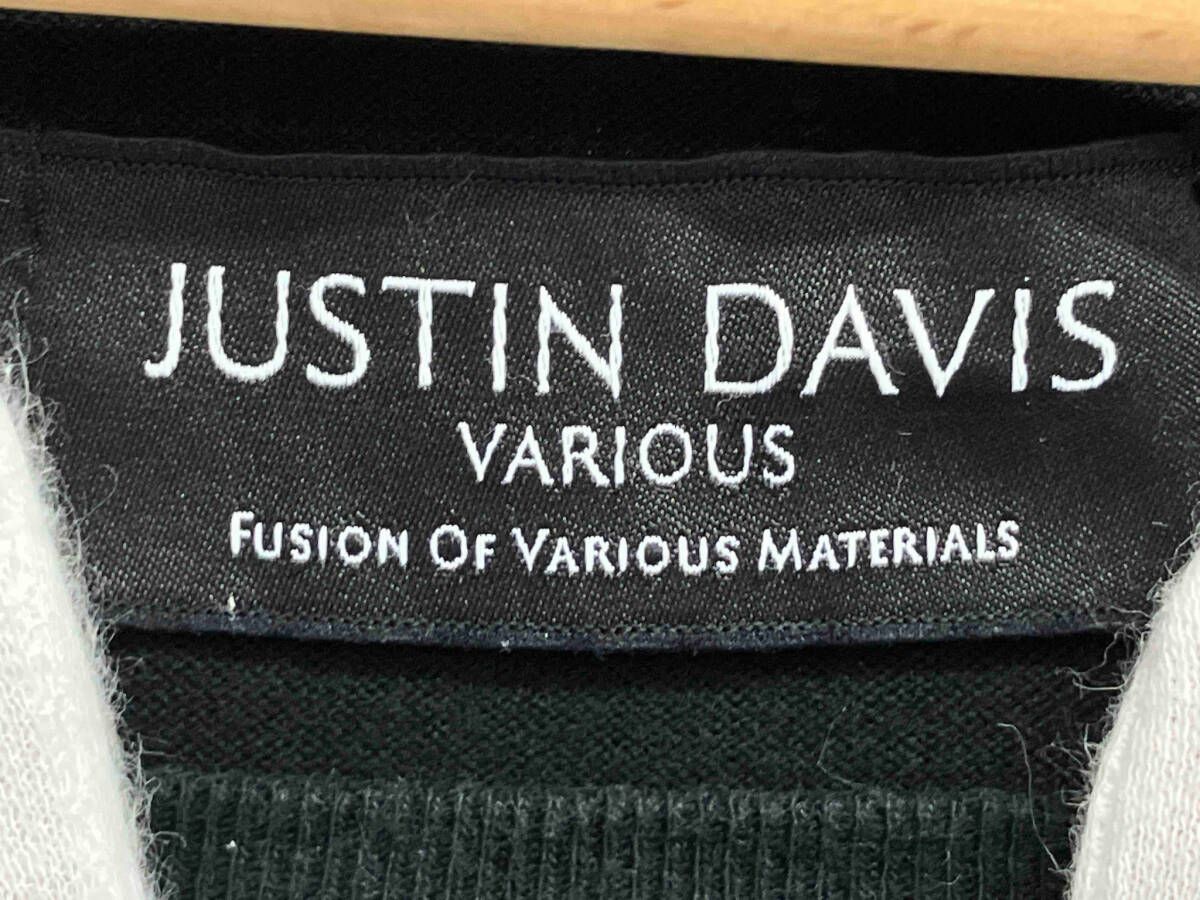 JUSTIN DAVIS
VARIOUS
FUSION OF VARIOUS MATERIALS